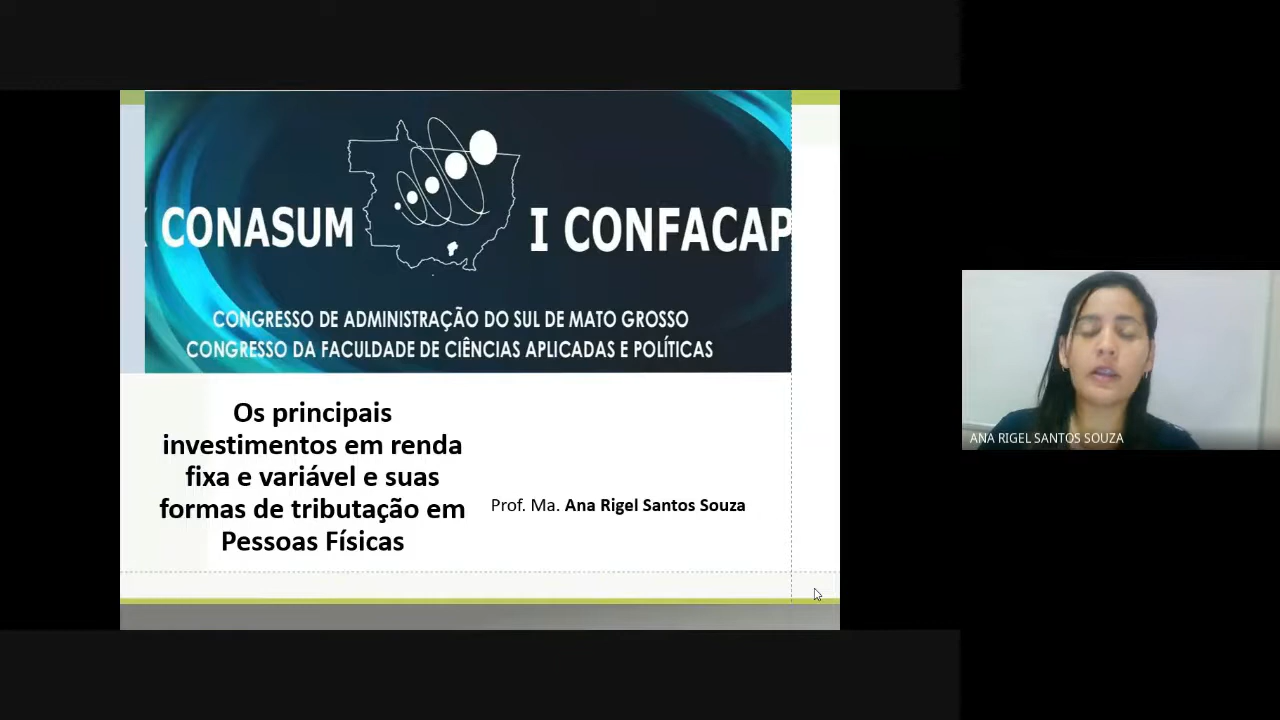 CONASUM
I CONFACAP
CONGRESSO DE ADMINISTRAÇÃO DO SUL DE MATO GROSSO
CONGRESSO DA FACULDADE DE CIÊNCIAS APLICADAS E POLÍTICAS
Os principais
investimentos em renda
fixa e variável e suas
formas de tributação em
Pessoas Físicas
Prof. Ma. Ana Rigel Santos Souza
ANA RIGEL SANTOS SOUZA